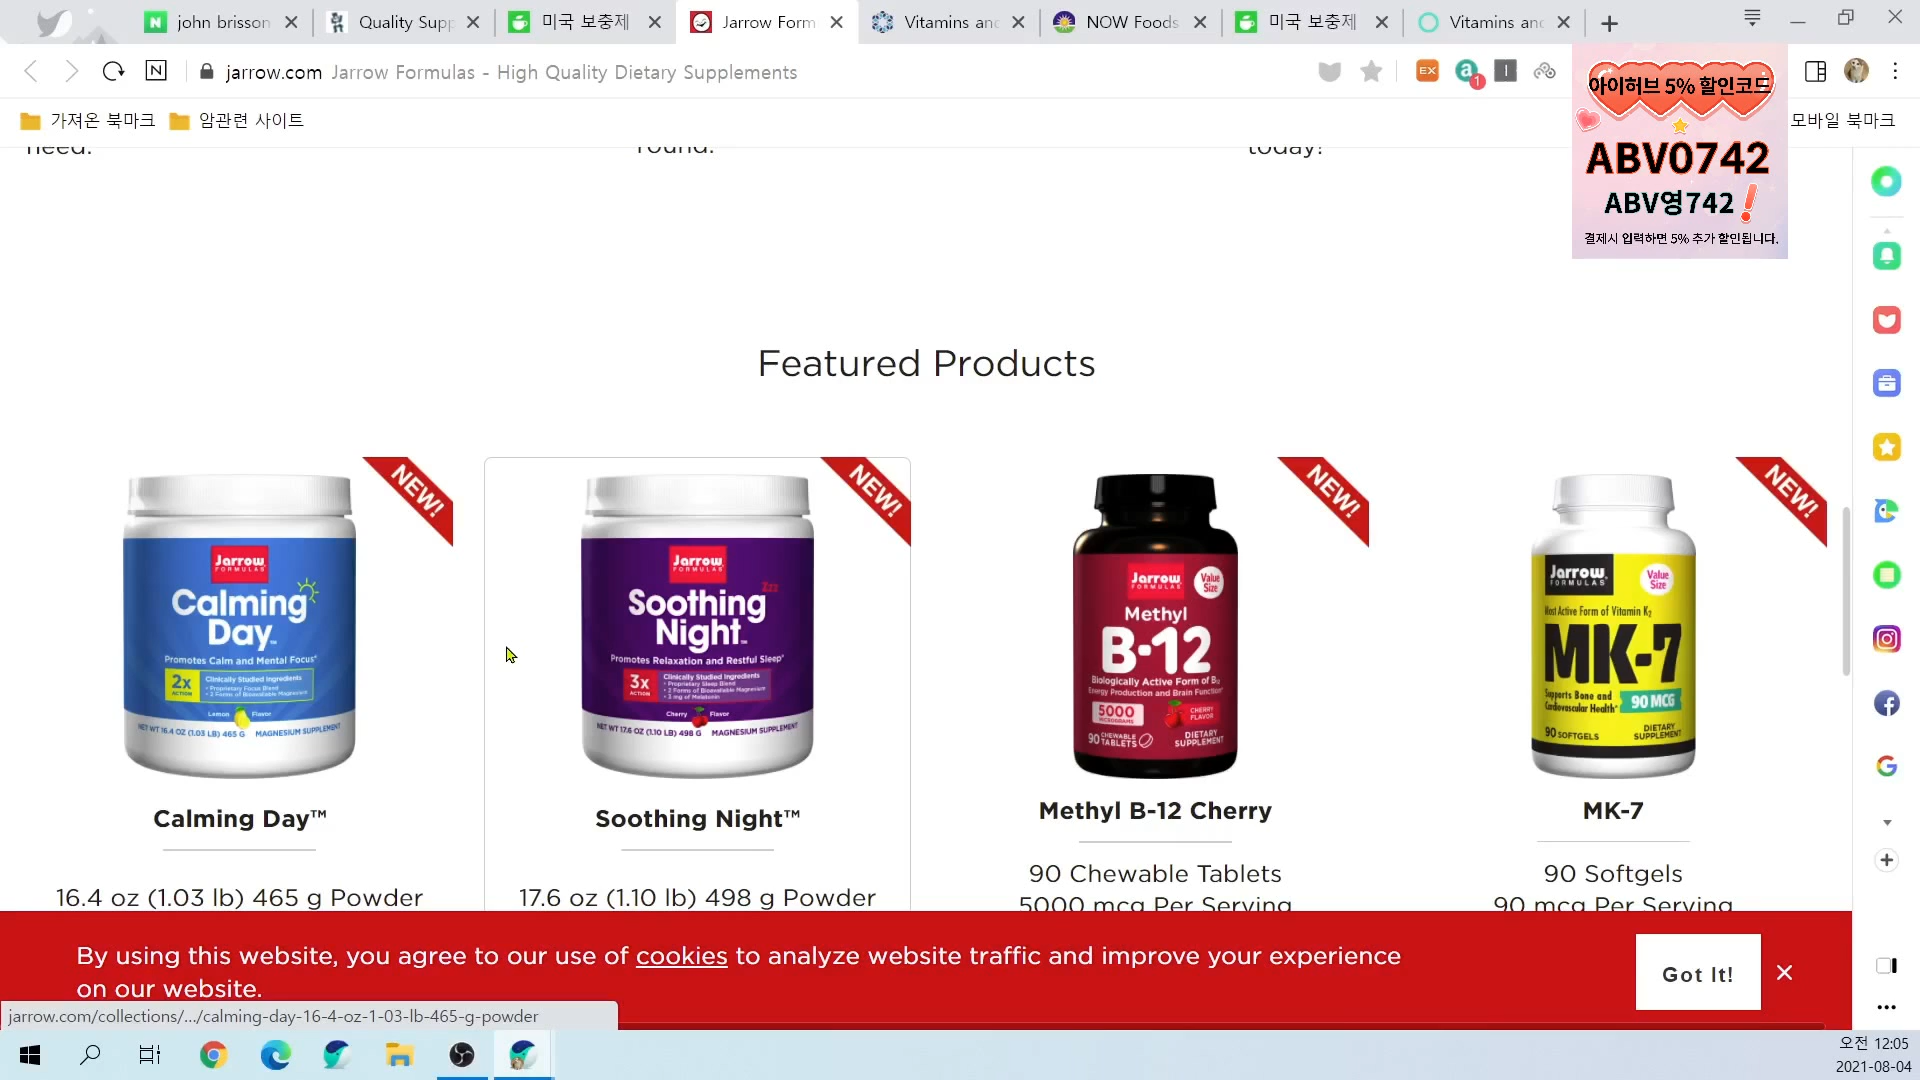 john brisson
Quality Supp
미국 보충제
Jarrow Form
Vitamins and
NOW Foods
미국 보충제
Vitamins and
jarrow.com Jarrow Formulas - High Quality Dietary Supplements
EX
a
1
가져온 북마크
암관련 사이트
모바일 북마크
아이허브 5% 할인코드
ABV0742
ABV영742❗
결제시 입력하면 5% 추가 할인됩니다.
need.
round.
today!
Featured Products
NEW!
NEW!
NEW!
NEW!
Jarrow
FORMULAS
Calming
Day™
Promotes Calm and Mental Focus*
2x
ACTION
Clinically Studied Ingredients
• Proprietary Focus Blend
• 2 Forms of Bioavailable Magnesium
Lemon Flavor
NET WT 16.4 OZ (1.03 LB) 465 G MAGNESIUM SUPPLEMENT
Jarrow
FORMULAS
Zzz
Soothing
Night™
Promotes Relaxation and Restful Sleep*
3x
ACTION
Clinically Studied Ingredients
• Proprietary Sleep Blend
• 2 Forms of Bioavailable Magnesium
• 3 mg of Melatonin
Cherry Flavor
NET WT 17.6 OZ (1.10 LB) 498 G MAGNESIUM SUPPLEMENT
Jarrow
FORMULAS
Value
Size
Methyl
B-12
Biologically Active Form of B12
Energy Production and Brain Function*
5000
MICROGRAMS
CHERRY
FLAVOR
90 CHEWABLE
TABLETS
DIETARY
SUPPLEMENT
Jarrow
FORMULAS
Value
Size
Most Active Form of Vitamin K2
MK-7
Supports Bone and
Cardiovascular Health*
90 MCG
90 SOFTGELS
DIETARY
SUPPLEMENT
Calming Day™
Soothing Night™
Methyl B-12 Cherry
MK-7
16.4 oz (1.03 lb) 465 g Powder
17.6 oz (1.10 lb) 498 g Powder
90 Chewable Tablets
5000 mcg Per Serving
90 Softgels
90 mcg Per Serving
By using this website, you agree to our use of cookies to analyze website traffic and improve your experience
on our website.
Got It!
jarrow.com/collections/.../calming-day-16-4-oz-1-03-lb-465-g-powder
오전 12:05
2021-08-04